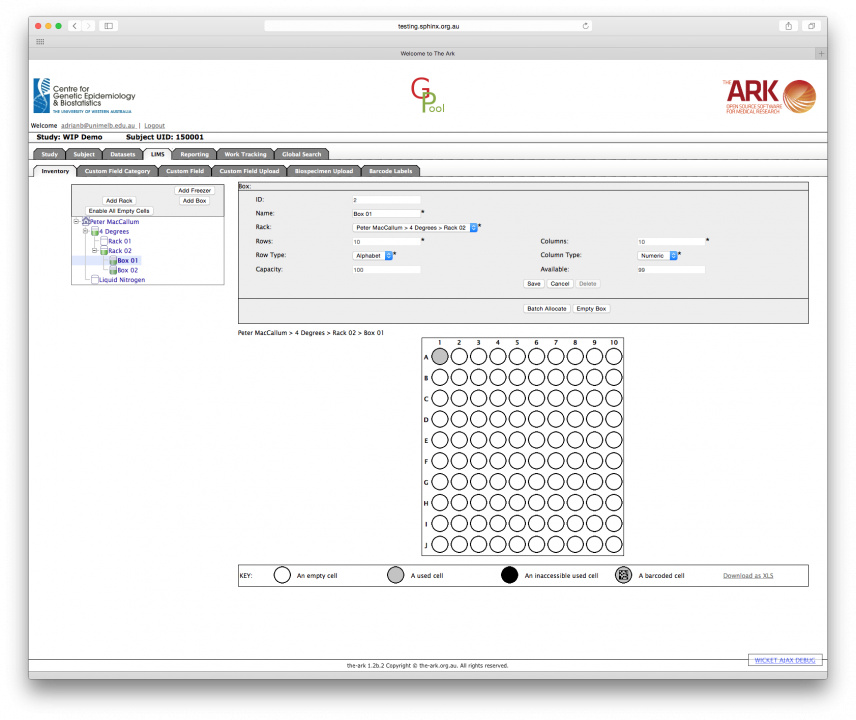 testing.sphinx.org.au
Welcome to The Ark
+
Centre for
Genetic Epidemiology
& Biostatistics
THE UNIVERSITY OF WESTERN AUSTRALIA
GPool
THE ARK
OPEN SOURCE SOFTWARE
FOR MEDICAL RESEARCH
Welcome adrianb@unimelb.edu.au | Logout
Study: WIP Demo Subject UID: 150001
Study Subject Datasets LIMS Reporting Work Tracking Global Search
Inventory Custom Field Category Custom Field Custom Field Upload Biospecimen Upload Barcode Labels
Add Freezer
Add Rack Add Box
Enable All Empty Cells
Peter MacCallum
4 Degrees
Rack 01
Rack 02
Box 01
Box 02
Liquid Nitrogen
Box:
ID: 2
Name: Box 01 *
Rack: Peter MacCallum > 4 Degrees > Rack 02 *
Rows: 10 * Columns: 10 *
Row Type: Alphabet * Column Type: Numeric *
Capacity: 100 Available: 99
Save Cancel Delete
Batch Allocate Empty Box
Peter MacCallum > 4 Degrees > Rack 02 > Box 01
1 2 3 4 5 6 7 8 9 10
A
B
C
D
E
F
G
H
I
J
KEY: An empty cell A used cell An inaccessible used cell A barcoded cell Download as XLS
the-ark 1.2b.2 Copyright © the-ark.org.au. All rights reserved.
WICKET AJAX DEBUG